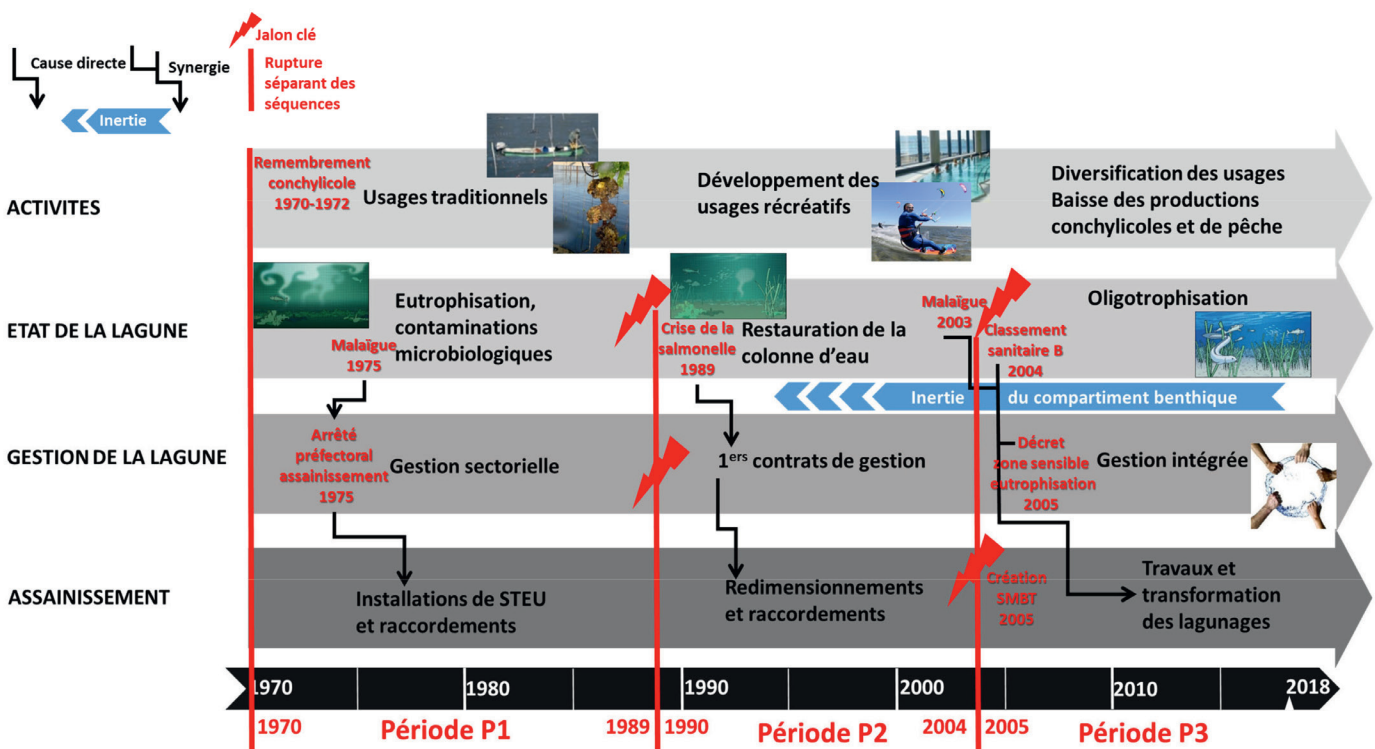 Jalon clé
Cause directe
Synergie
Rupture
séparant des
séquences
Inertie
ACTIVITES
Remembrement
conchylicole
1970-1972
Usages traditionnels
Développement des
usages récréatifs
Diversification des usages
Baisse des productions
conchylicoles et de pêche
ETAT DE LA LAGUNE
Eutrophisation,
contaminations
microbiologiques
Malaïgue
1975
Crise de la
salmonelle
1989
Restauration de la
colonne d'eau
Malaïgue
2003
Classement
sanitaire B
2004
Oligotrophisation
Inertie du compartiment benthique
GESTION DE LA LAGUNE
Arrêté
préfectoral
assainissement
1975
Gestion sectorielle
1ers contrats de gestion
Décret
zone sensible
eutrophisation
2005
Gestion intégrée
ASSAINISSEMENT
Installations de STEU
et raccordements
Redimensionnements
et raccordements
Création
SMBT
2005
Travaux et
transformation
des lagunages
1970 1980 1990 2000 2010 2018
1970 Période P1 1989 1990 Période P2 2004 2005 Période P3